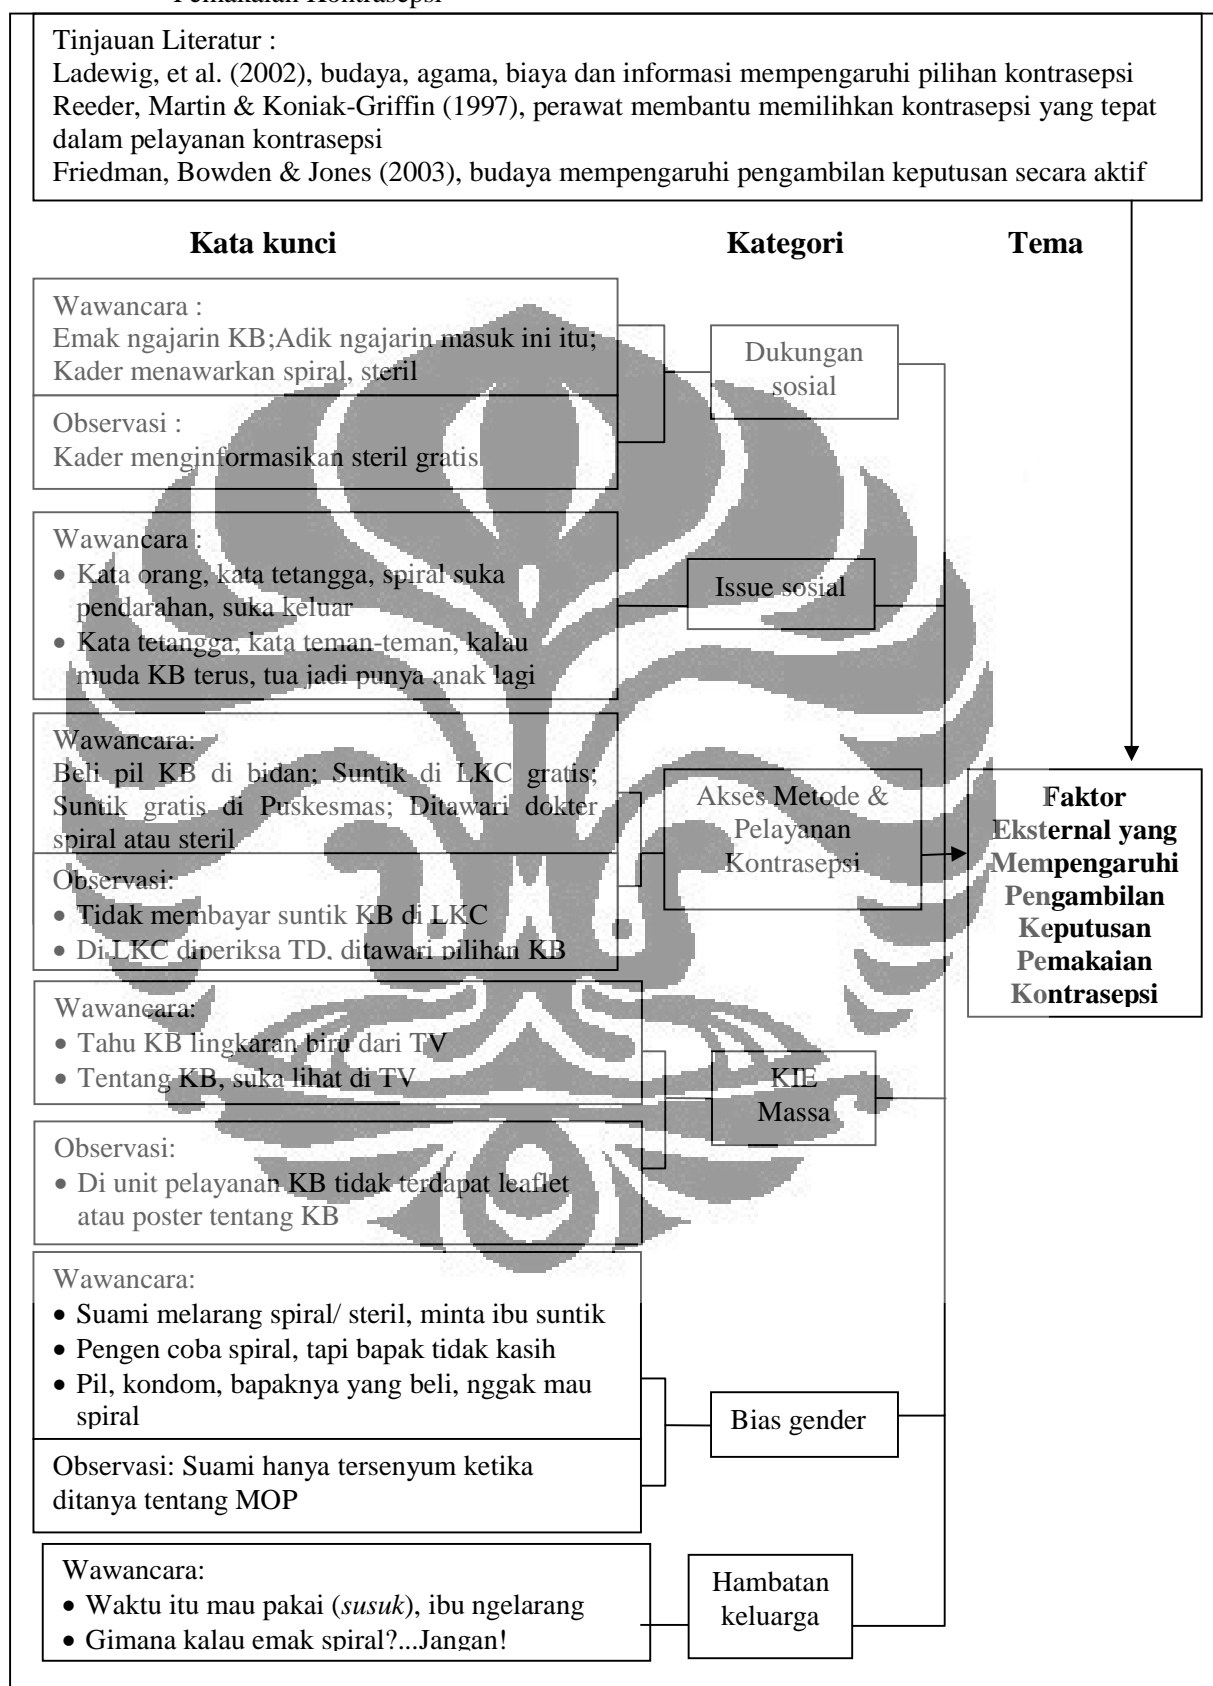 Pemakaian Kontrasepsi
Tinjauan Literatur :
Ladewig, et al. (2002), budaya, agama, biaya dan informasi mempengaruhi pilihan kontrasepsi
Reeder, Martin & Koniak-Griffin (1997), perawat membantu memilihkan kontrasepsi yang tepat
dalam pelayanan kontrasepsi
Friedman, Bowden & Jones (2003), budaya mempengaruhi pengambilan keputusan secara aktif
Kata kunci
Kategori
Tema
Wawancara :
Emak ngajarin KB;Adik ngajarin masuk ini itu;
Kader menawarkan spiral, steril
Observasi :
Kader menginformasikan steril gratis
Dukungan
sosial
Wawancara :
• Kata orang, kata tetangga, spiral suka
pendarahan, suka keluar
• Kata tetangga, kata teman-teman, kalau
muda KB terus, tua jadi punya anak lagi
Issue sosial
Wawancara:
Beli pil KB di bidan; Suntik di LKC gratis;
Suntik gratis di Puskesmas; Ditawari dokter
spiral atau steril
Observasi:
• Tidak membayar suntik KB di LKC
• Di LKC diperiksa TD, ditawari pilihan KB
Akses Metode &
Pelayanan
Kontrasepsi
Faktor
Eksternal yang
Mempengaruhi
Pengambilan
Keputusan
Pemakaian
Kontrasepsi
Wawancara:
• Tahu KB lingkaran biru dari TV
• Tentang KB, suka lihat di TV
Observasi:
• Di unit pelayanan KB tidak terdapat leaflet
atau poster tentang KB
KIE
Massa
Wawancara:
• Suami melarang spiral/ steril, minta ibu suntik
• Pengen coba spiral, tapi bapak tidak kasih
• Pil, kondom, bapaknya yang beli, nggak mau
spiral
Observasi: Suami hanya tersenyum ketika
ditanya tentang MOP
Bias gender
Wawancara:
• Waktu itu mau pakai (susuk), ibu ngelarang
• Gimana kalau emak spiral?...Jangan!
Hambatan
keluarga